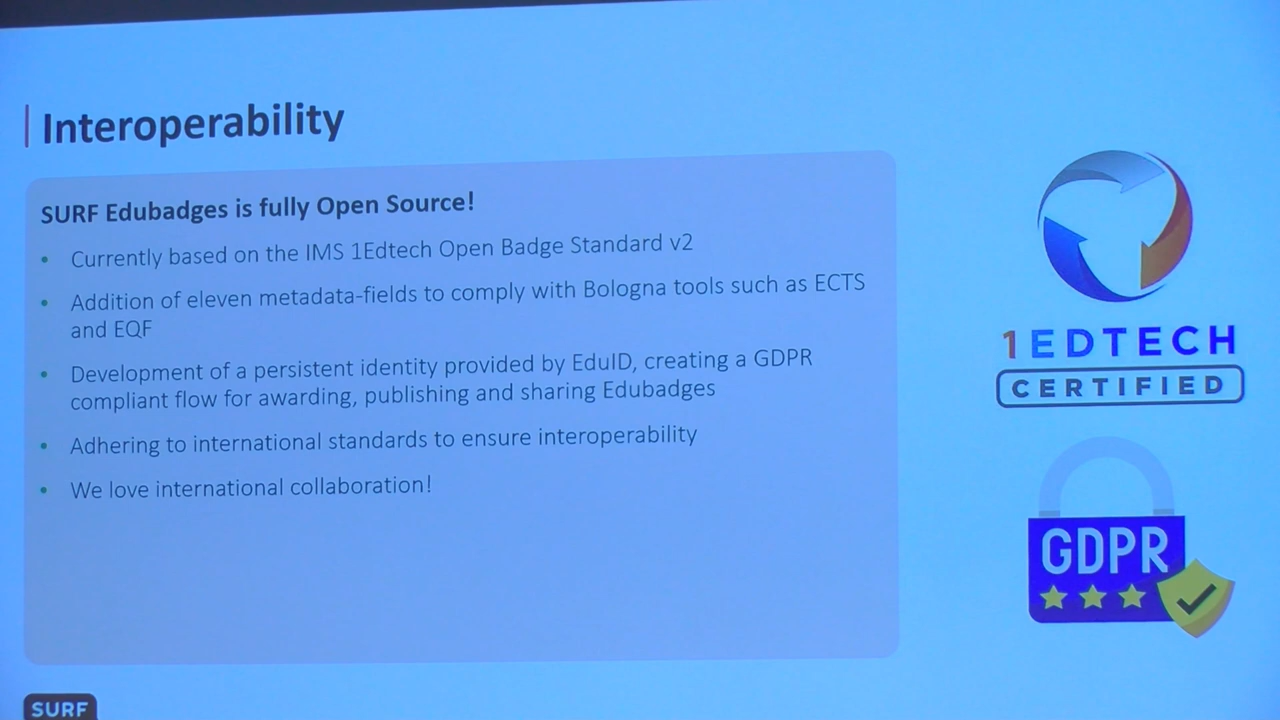 Interoperability
SURF Edubadges is fully Open Source!
• Currently based on the IMS 1Edtech Open Badge Standard v2
• Addition of eleven metadata-fields to comply with Bologna tools such as ECTS
and EQF
• Development of a persistent identity provided by EduID, creating a GDPR
compliant flow for awarding, publishing and sharing Edubadges
• Adhering to international standards to ensure interoperability
• We love international collaboration!
1EDTECH
CERTIFIED
GDPR
SURF